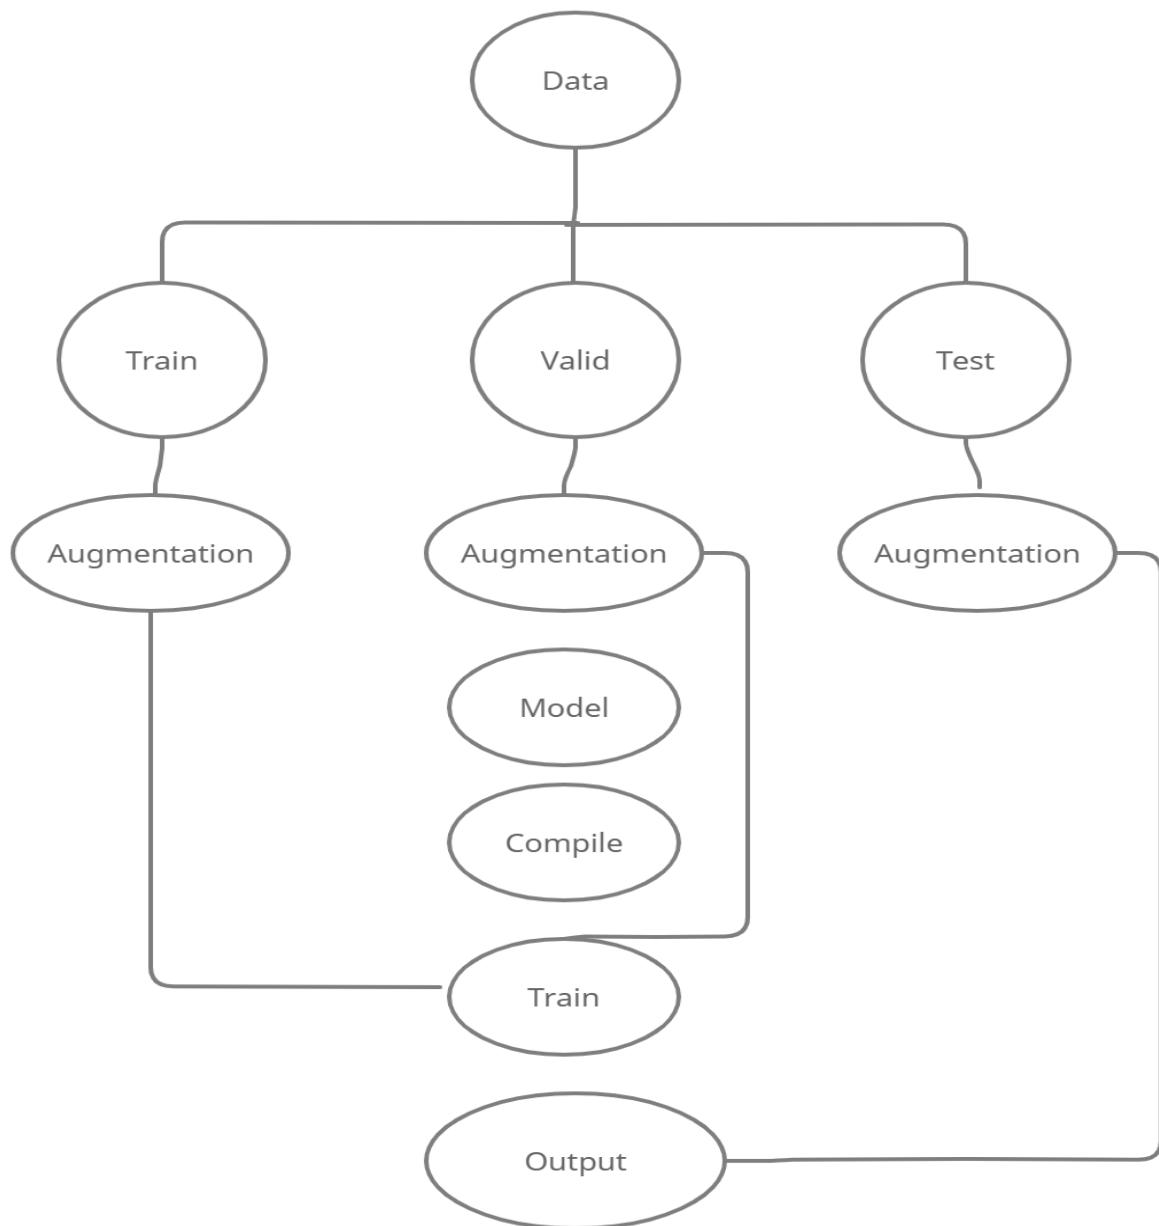 Data
Train
Valid
Test
Augmentation
Augmentation
Augmentation
Model
Compile
Train
Output